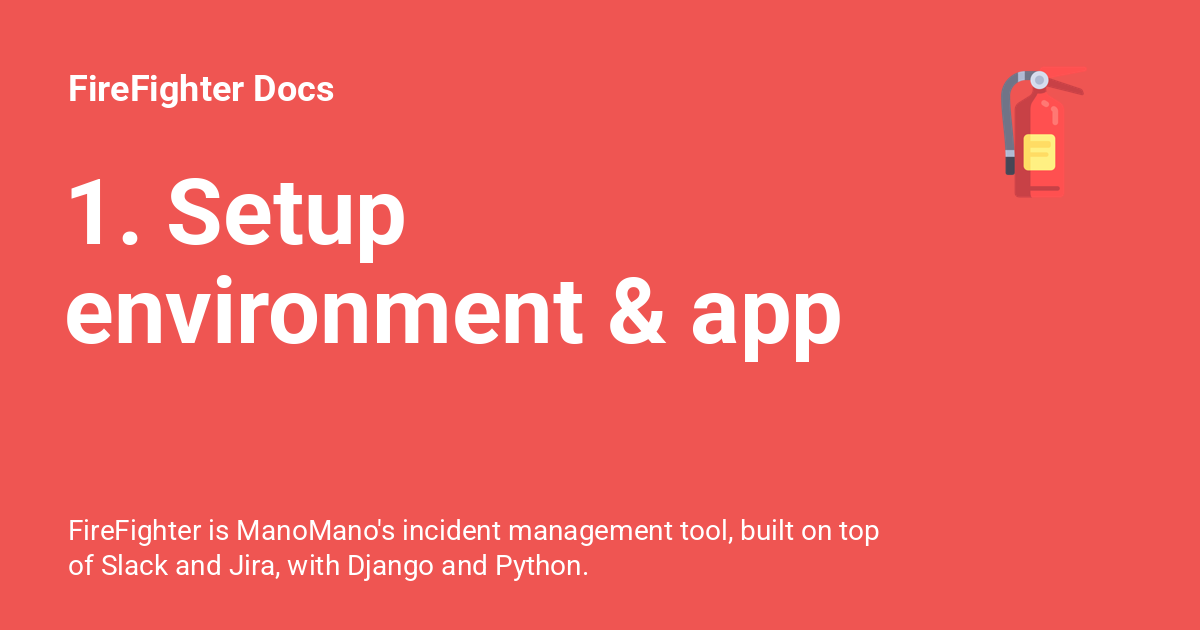 FireFighter Docs
1. Setup
environment & app
FireFighter is ManoMano's incident management tool, built on top
of Slack and Jira, with Django and Python.